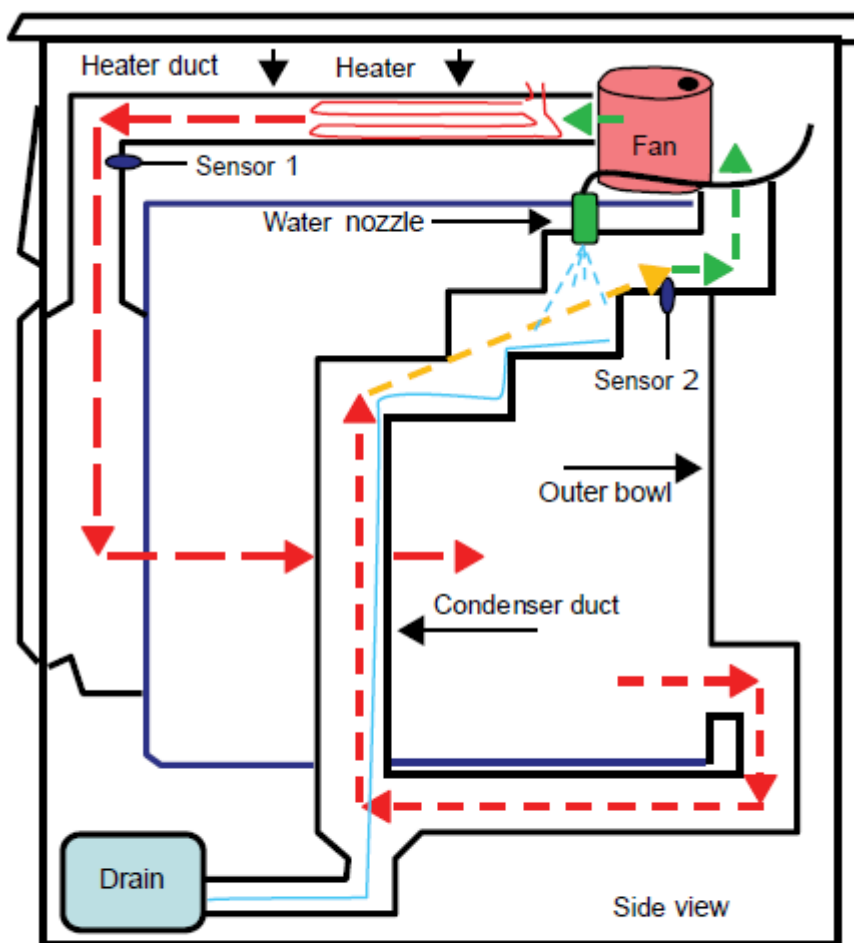 Heater duct
Heater
Fan
Sensor 1
Water nozzle
Sensor 2
Outer bowl
Condenser duct
Drain
Side view